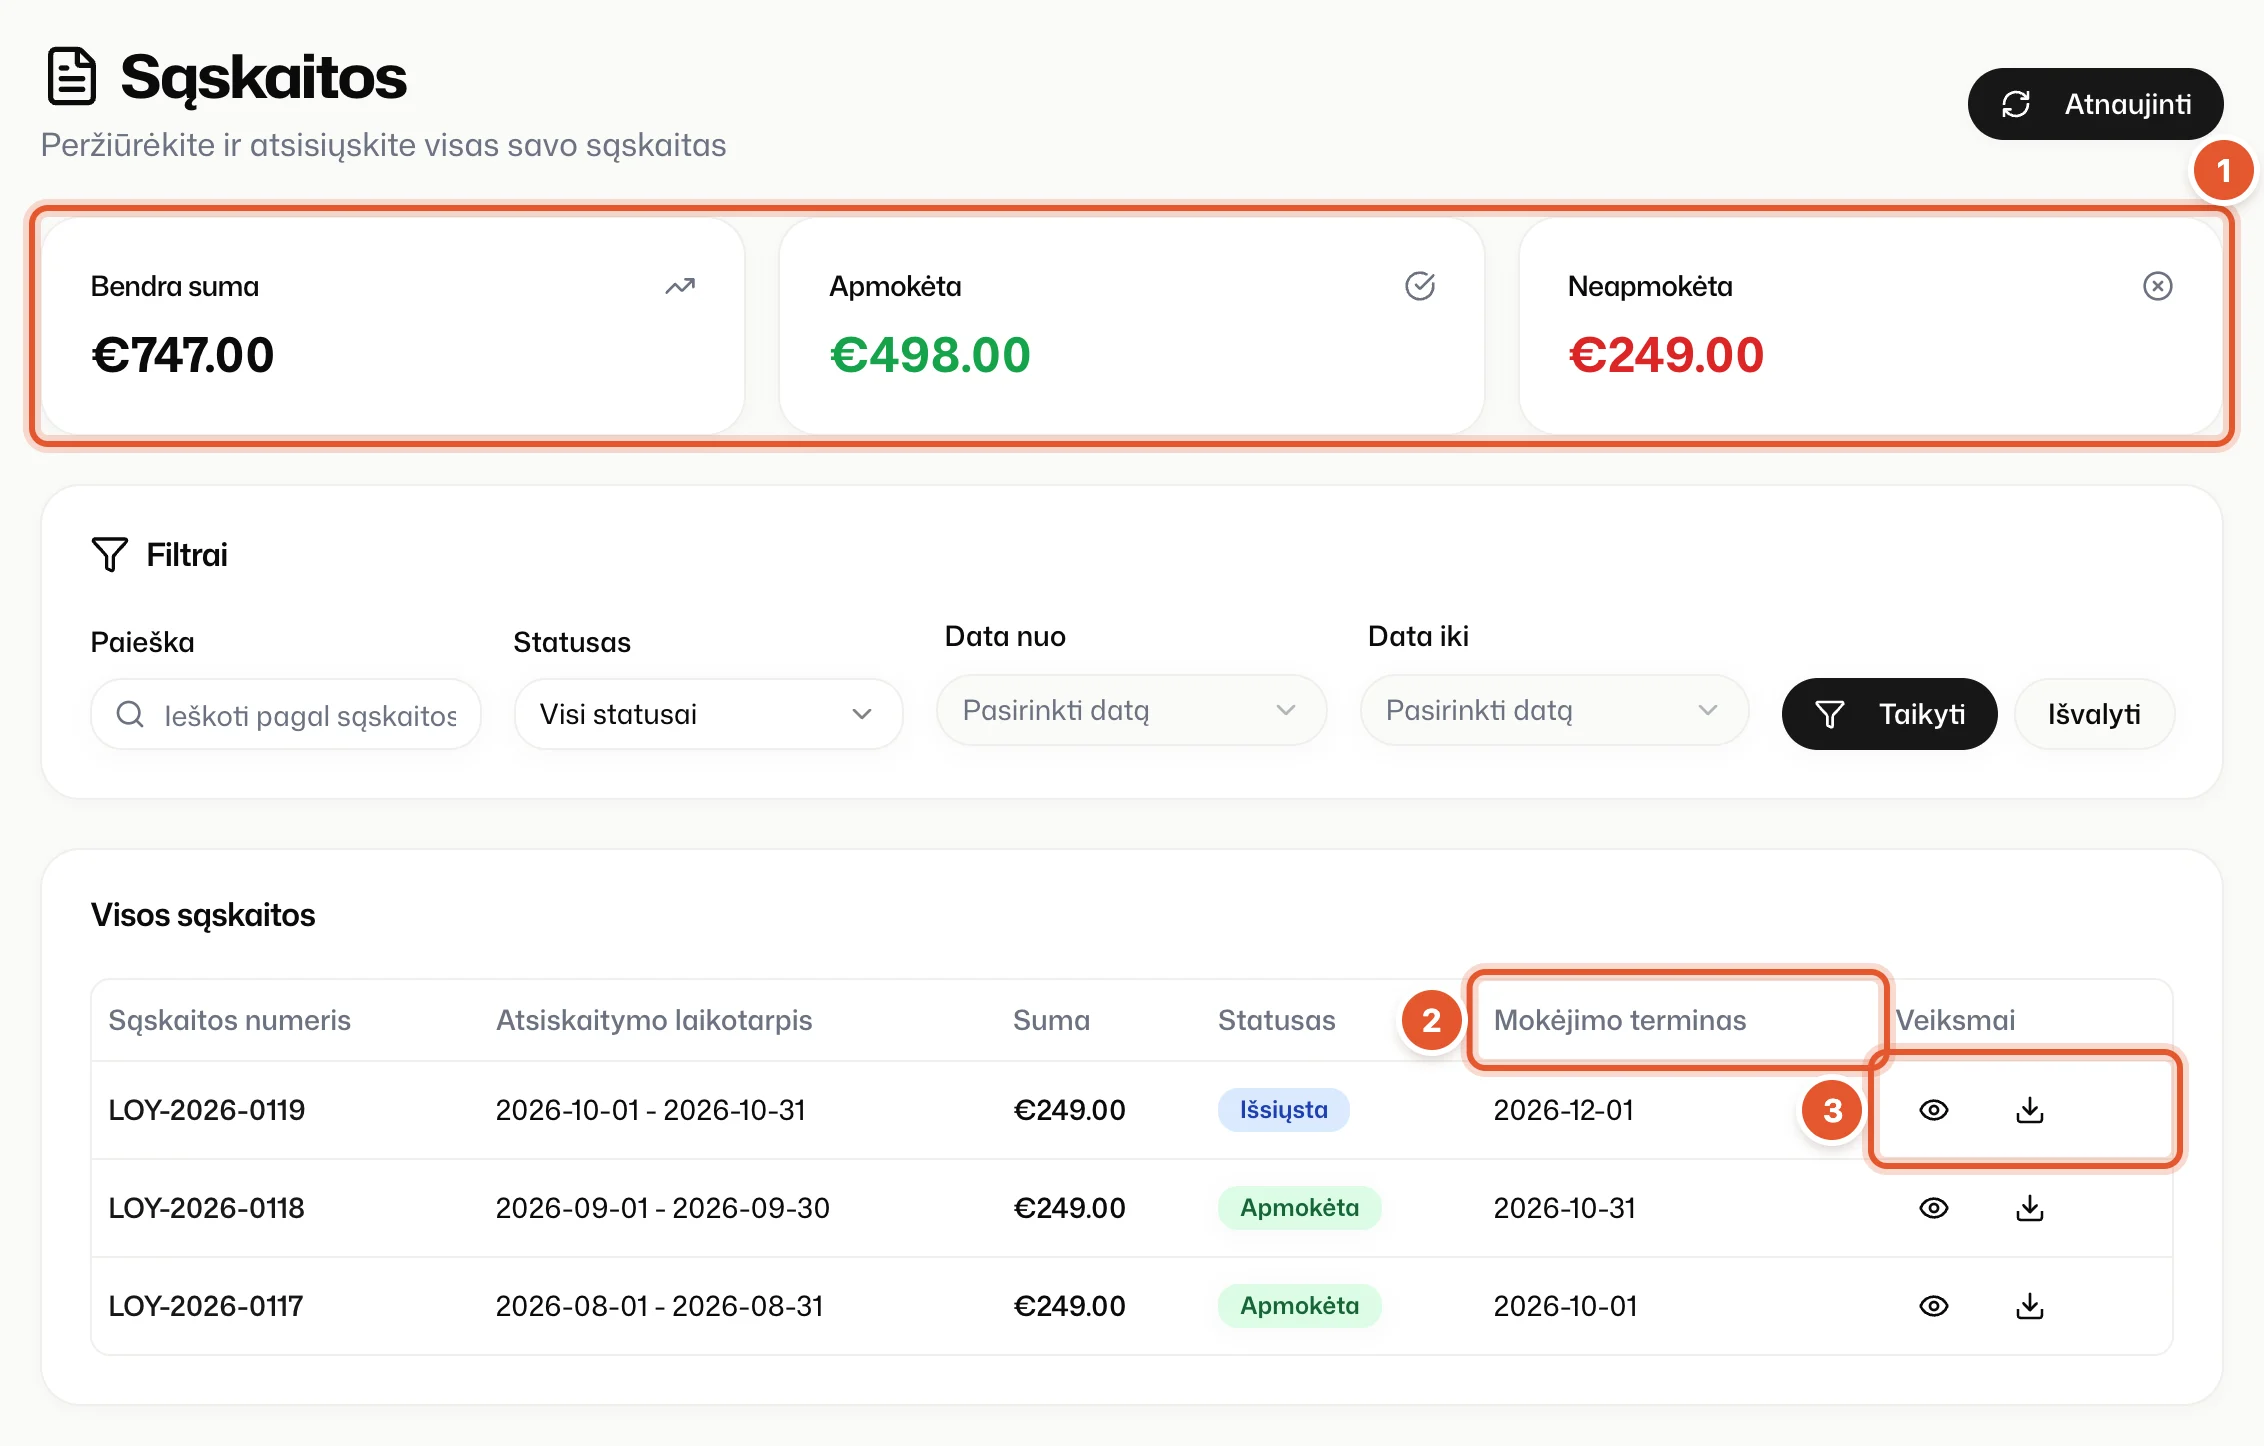 Sąskaitos
Peržiūrėkite ir atsisiųskite visas savo sąskaitas
Atnaujinti
1
Bendra suma
€747.00
Apmokėta
€498.00
Neapmokėta
€249.00
Filtrai
Paieška
Ieškoti pagal sąskaitos
Statusas
Visi statusai
Data nuo
Pasirinkti datą
Data iki
Pasirinkti datą
Taikyti
Išvalyti
Visos sąskaitos
Sąskaitos numeris Atsiskaitymo laikotarpis Suma Statusas 2 Mokėjimo terminas Veiksmai
LOY-2026-0119 2026-10-01 - 2026-10-31 €249.00 Išsiųsta 2026-12-01 3
LOY-2026-0118 2026-09-01 - 2026-09-30 €249.00 Apmokėta 2026-10-31
LOY-2026-0117 2026-08-01 - 2026-08-31 €249.00 Apmokėta 2026-10-01